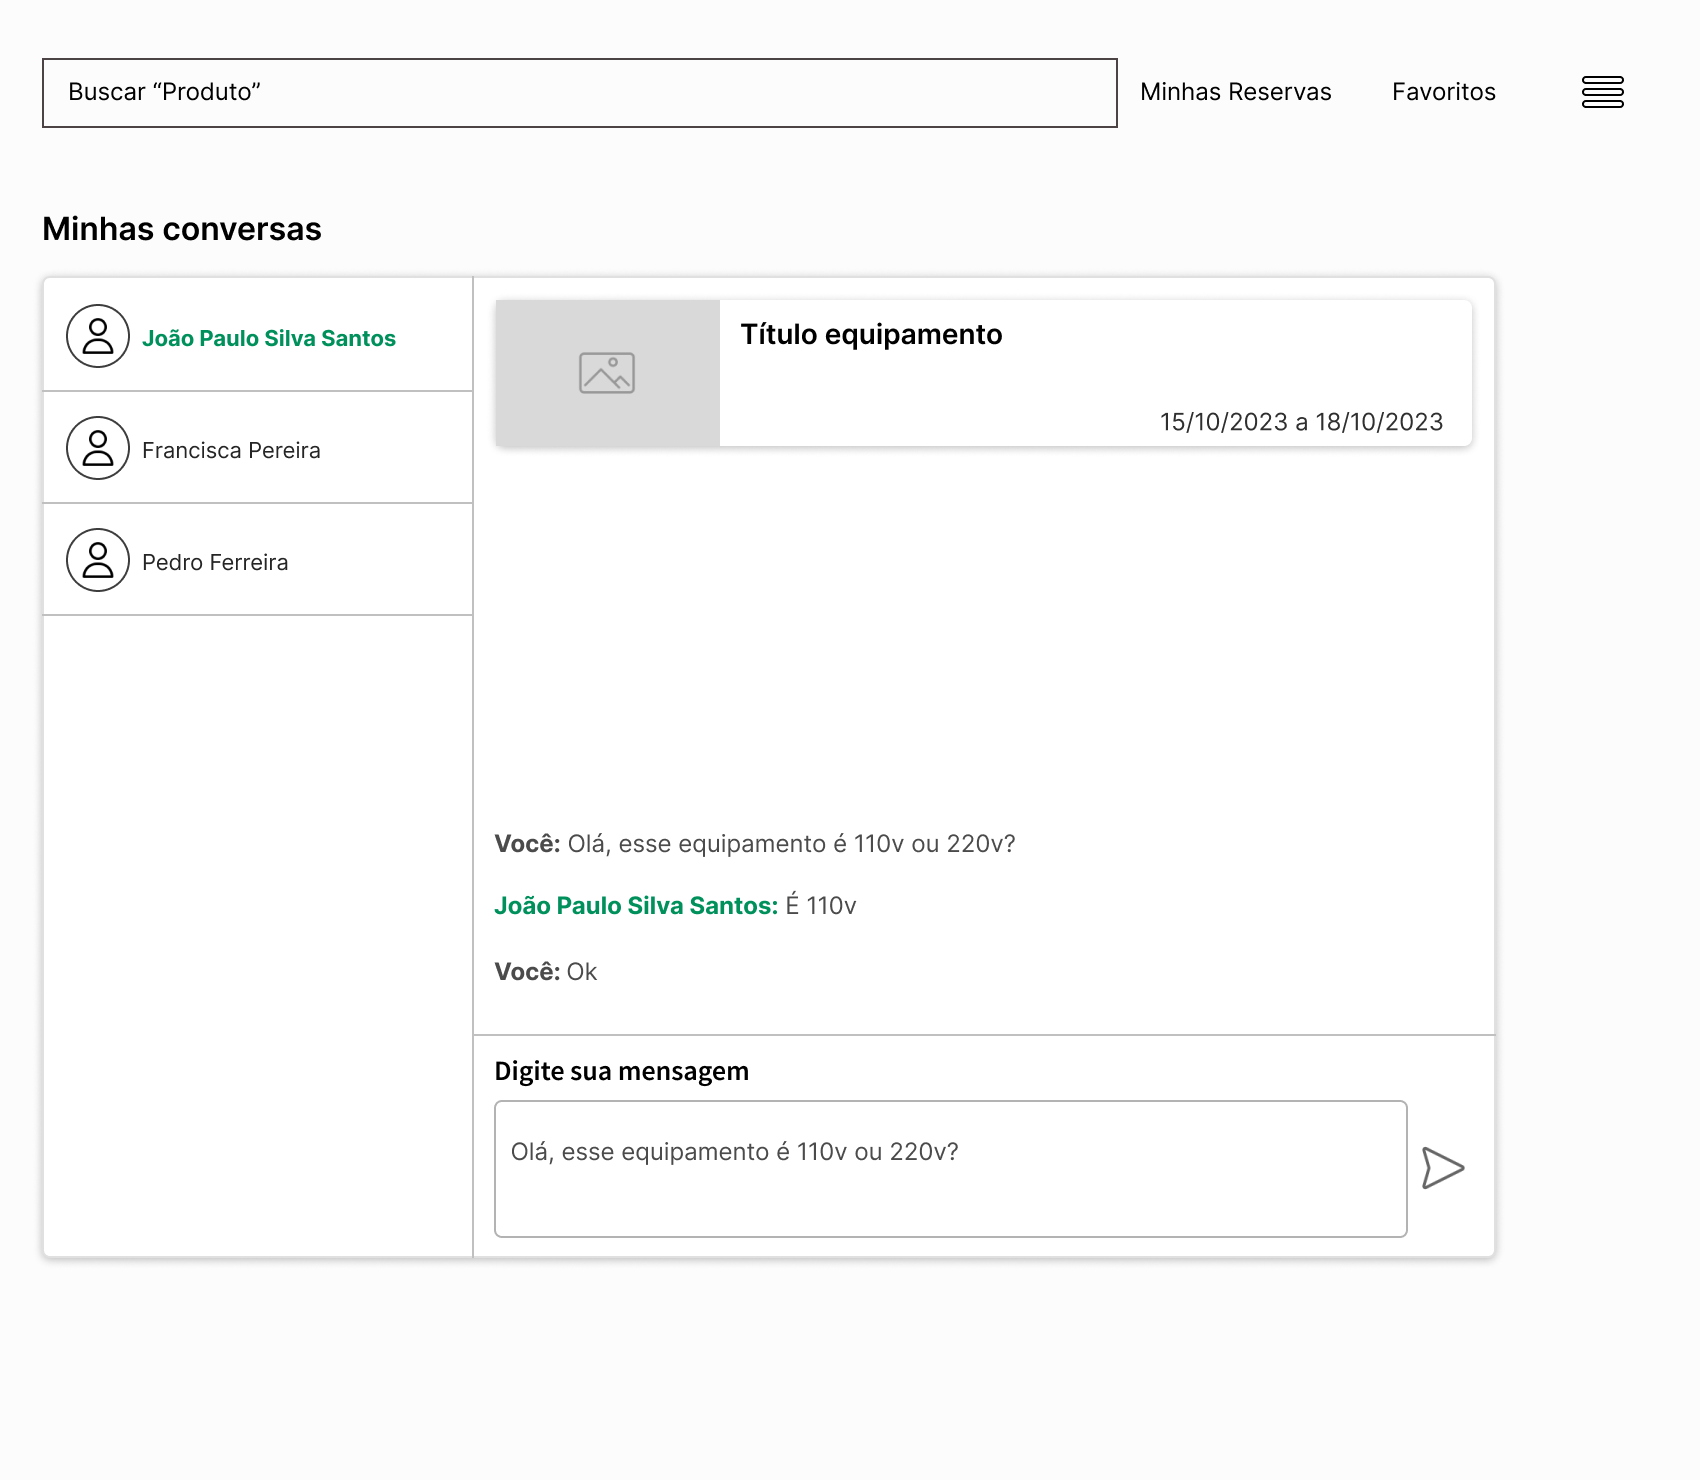 Buscar “Produto”
Minhas Reservas
Favoritos
Minhas conversas
João Paulo Silva Santos
Francisca Pereira
Pedro Ferreira
Título equipamento
15/10/2023 a 18/10/2023
Você: Olá, esse equipamento é 110v ou 220v?
João Paulo Silva Santos: É 110v
Você: Ok
Digite sua mensagem
Olá, esse equipamento é 110v ou 220v?